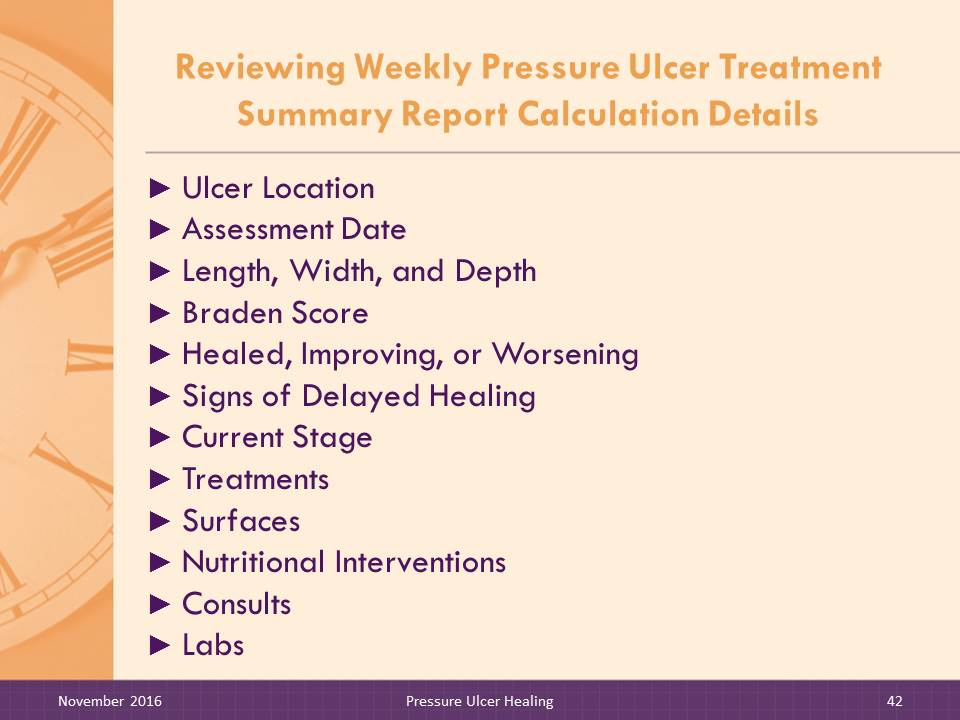 Reviewing Weekly Pressure Ulcer Treatment
Summary Report Calculation Details
► Ulcer Location
► Assessment Date
► Length, Width, and Depth
► Braden Score
► Healed, Improving, or Worsening
► Signs of Delayed Healing
► Current Stage
► Treatments
► Surfaces
► Nutritional Interventions
► Consults
► Labs
November 2016
Pressure Ulcer Healing
42